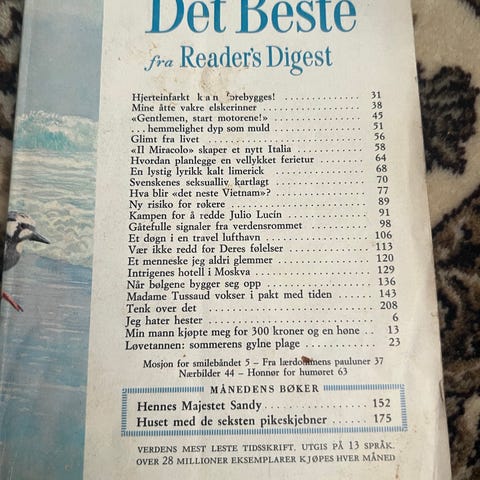 Det Beste
fra Reader's Digest
Hjerteinfarkt kan forebygges! 31
Mine åtte vakre elskerinner 38
«Gentlemen, start motorene!» 45
... hemmelighet dyp som muld 51
Glimt fra livet 56
«Il Miracolo» skaper et nytt Italia 58
Hvordan planlegge en vellykket ferietur 64
En lystig lyrikk kalt limerick 68
Svenskenes seksualliv kartlagt 70
Hva blir «det neste Vietnam»? 77
Ny risiko for røkere 89
Kampen for å redde Julio Lucín 91
Gåtefulle signaler fra verdensrommet 98
Et døgn i en travel lufthavn 106
Vær ikke redd for Deres følelser 113
Et menneske jeg aldri glemmer 120
Intrigenes hotell i Moskva 129
Når bølgene bygger seg opp 136
Madame Tussaud vokser i pakt med tiden 143
Tenk over det 208
Jeg hater hester 6
Min mann kjøpte meg for 300 kroner og en høne 13
Løvetannen: sommerens gylne plage 23
Mosjon for smilebåndet 5 – Fra lærdommens pauluner 37
Nærbilder 44 – Honnør for humøret 63
MÅNEDENS BØKER
Hennes Majestet Sandy 152
Huset med de seksten pikeskjebner 175
VERDENS MEST LESTE TIDSSKRIFT. UTGIS PÅ 13 SPRÅK.
OVER 28 MILLIONER EKSEMPLARER KJØPES HVER MÅNED